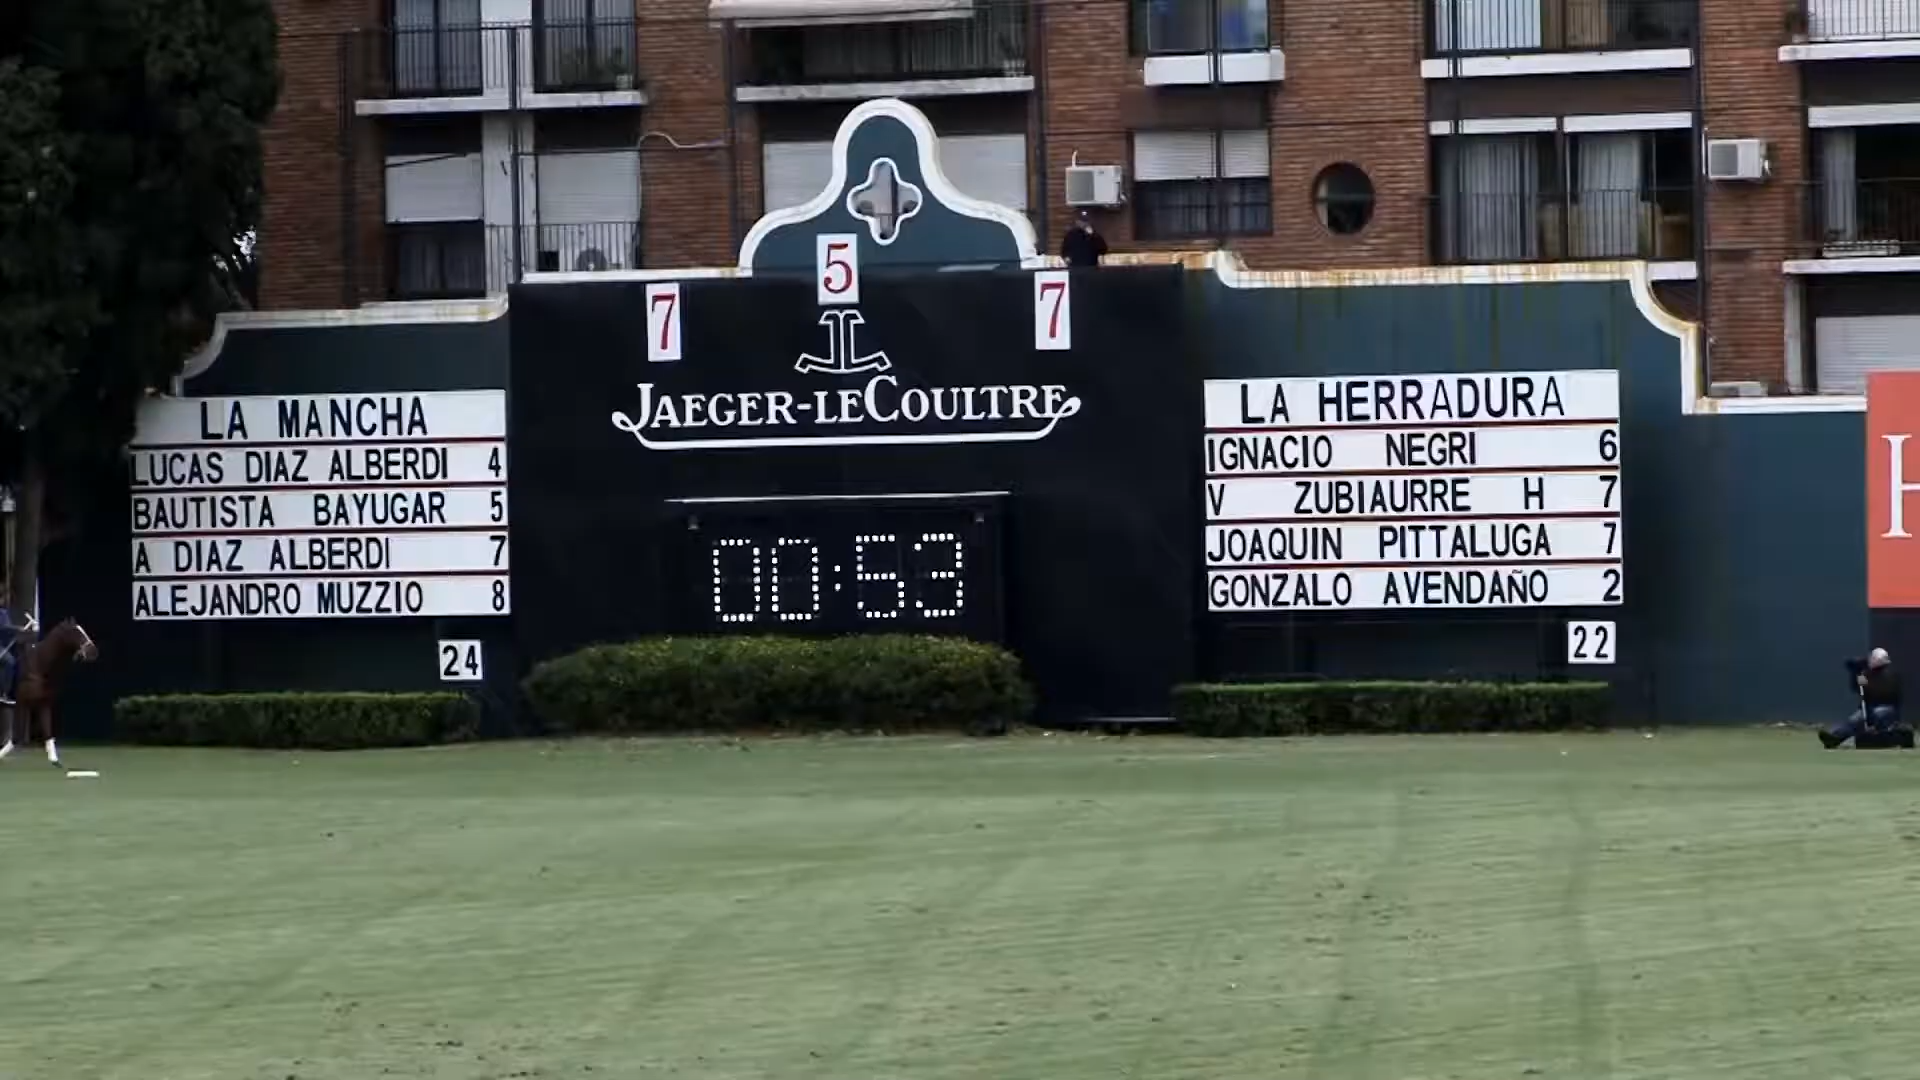 5
7 7
JAEGER-LECOULTRE
LA MANCHA
LUCAS DIAZ ALBERDI 4
BAUTISTA BAYUGAR 5
A DIAZ ALBERDI 7
ALEJANDRO MUZZIO 8
24
00:53
LA HERRADURA
IGNACIO NEGRI 6
V ZUBIAURRE H 7
JOAQUIN PITTALUGA 7
GONZALO AVENDAÑO 2
22
H